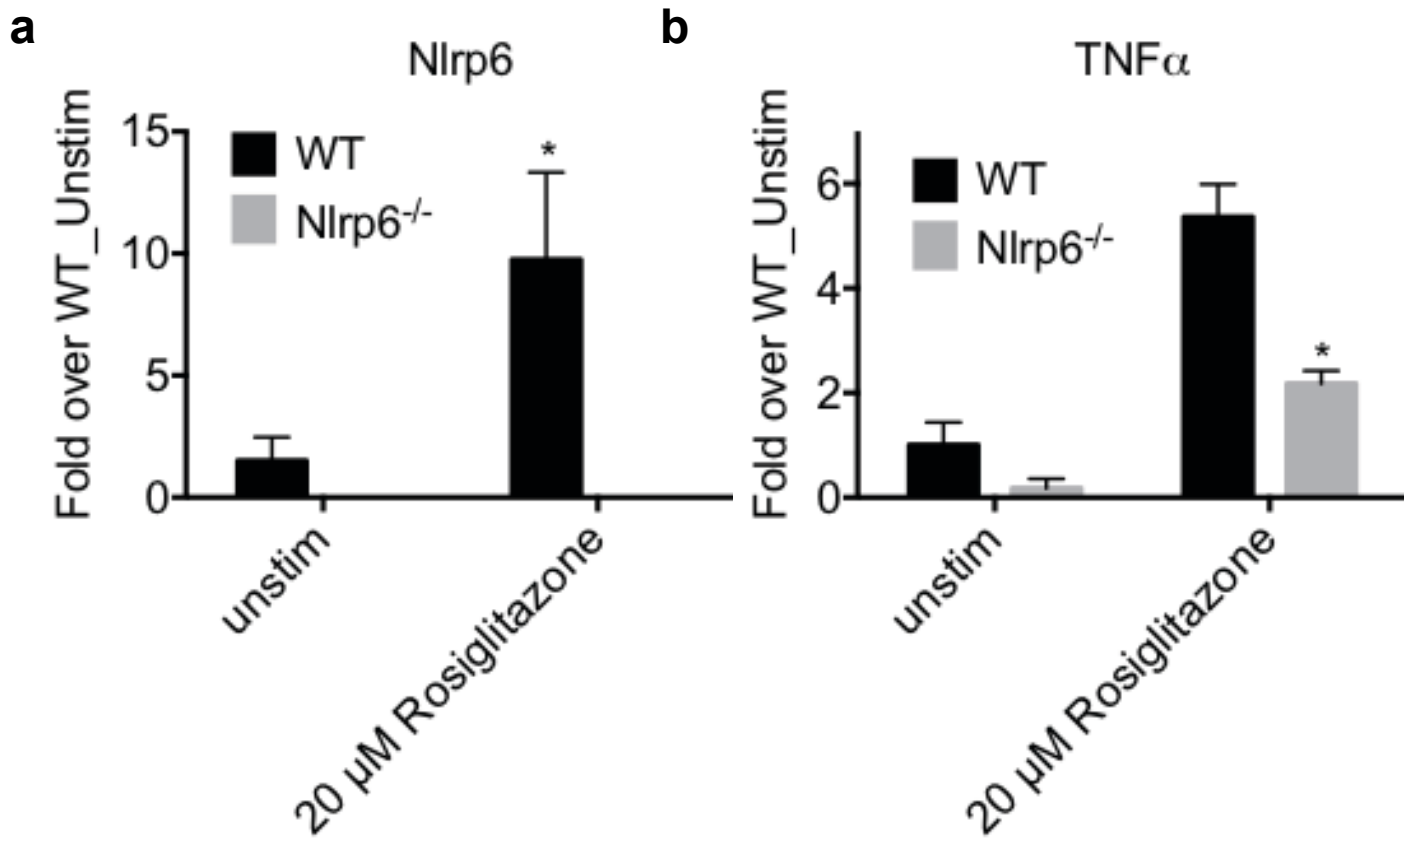 a
Nlrp6
Fold over WT_Unstim
15
10
5
0
WT
Nlrp6-/-
*
unstim
20 µM Rosiglitazone
b
TNFα
Fold over WT_Unstim
6
4
2
0
WT
Nlrp6-/-
*
unstim
20 µM Rosiglitazone